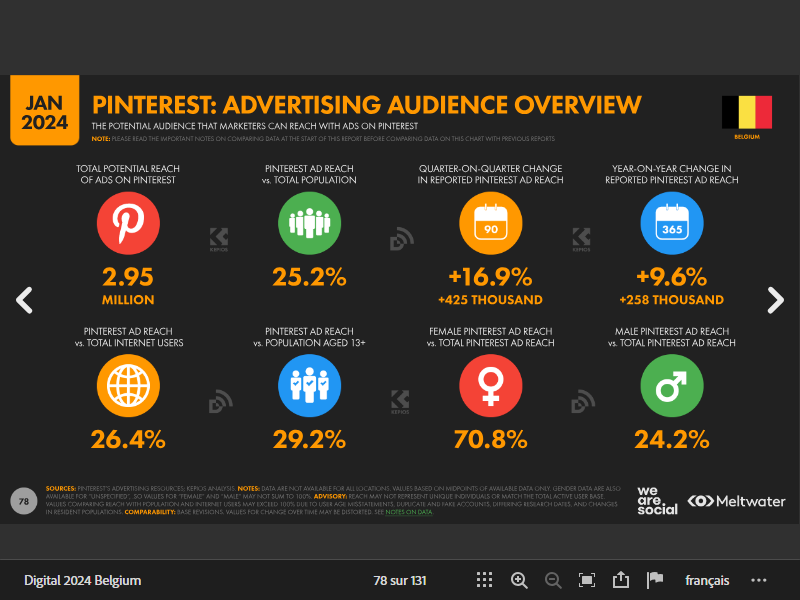 JAN
2024
PINTEREST: ADVERTISING AUDIENCE OVERVIEW
THE POTENTIAL AUDIENCE THAT MARKETERS CAN REACH WITH ADS ON PINTEREST
NOTE: PLEASE READ THE IMPORTANT NOTES ON COMPARING DATA AT THE START OF THIS REPORT BEFORE COMPARING DATA ON THIS CHART WITH PREVIOUS REPORTS
BELGIUM
TOTAL POTENTIAL REACH
OF ADS ON PINTEREST
2.95
MILLION
PINTEREST AD REACH
vs. TOTAL POPULATION
25.2%
QUARTER-ON-QUARTER CHANGE
IN REPORTED PINTEREST AD REACH
90
+16.9%
+425 THOUSAND
YEAR-ON-YEAR CHANGE IN
REPORTED PINTEREST AD REACH
365
+9.6%
+258 THOUSAND
KEPIOS
KEPIOS
PINTEREST AD REACH
vs. TOTAL INTERNET USERS
26.4%
PINTEREST AD REACH
vs. POPULATION AGED 13+
29.2%
FEMALE PINTEREST AD REACH
vs. TOTAL PINTEREST AD REACH
70.8%
MALE PINTEREST AD REACH
vs. TOTAL PINTEREST AD REACH
24.2%
KEPIOS
78
SOURCES: PINTEREST'S ADVERTISING RESOURCES; KEPIOS ANALYSIS. NOTES: DATA ARE NOT AVAILABLE FOR ALL LOCATIONS. VALUES BASED ON MIDPOINTS OF AVAILABLE DATA ONLY. GENDER DATA ARE ALSO
AVAILABLE FOR "UNSPECIFIED", SO VALUES FOR "FEMALE" AND "MALE" MAY NOT SUM TO 100%. ADVISORY: REACH MAY NOT REPRESENT UNIQUE INDIVIDUALS OR MATCH THE TOTAL ACTIVE USER BASE.
VALUES COMPARING REACH WITH POPULATION AND INTERNET USERS MAY EXCEED 100% DUE TO USER AGE MISSTATEMENTS, DUPLICATE AND FAKE ACCOUNTS, DIFFERING RESEARCH DATES, AND CHANGES
IN RESIDENT POPULATIONS. COMPARABILITY: BASE REVISIONS. VALUES FOR CHANGE OVER TIME MAY BE DISTORTED. SEE NOTES ON DATA
we
are.
social
Meltwater
Digital 2024 Belgium
78 sur 131
français